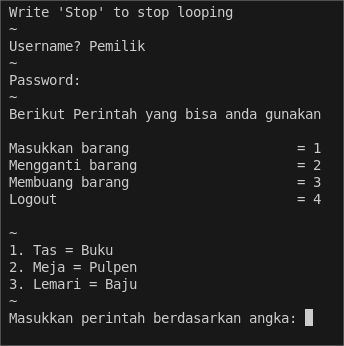 Write 'Stop' to stop looping
~
Username? Pemilik
~
Password:
~
Berikut Perintah yang bisa anda gunakan
Masukkan barang = 1
Mengganti barang = 2
Membuang barang = 3
Logout = 4
~
1. Tas = Buku
2. Meja = Pulpen
3. Lemari = Baju
~
Masukkan perintah berdasarkan angka: